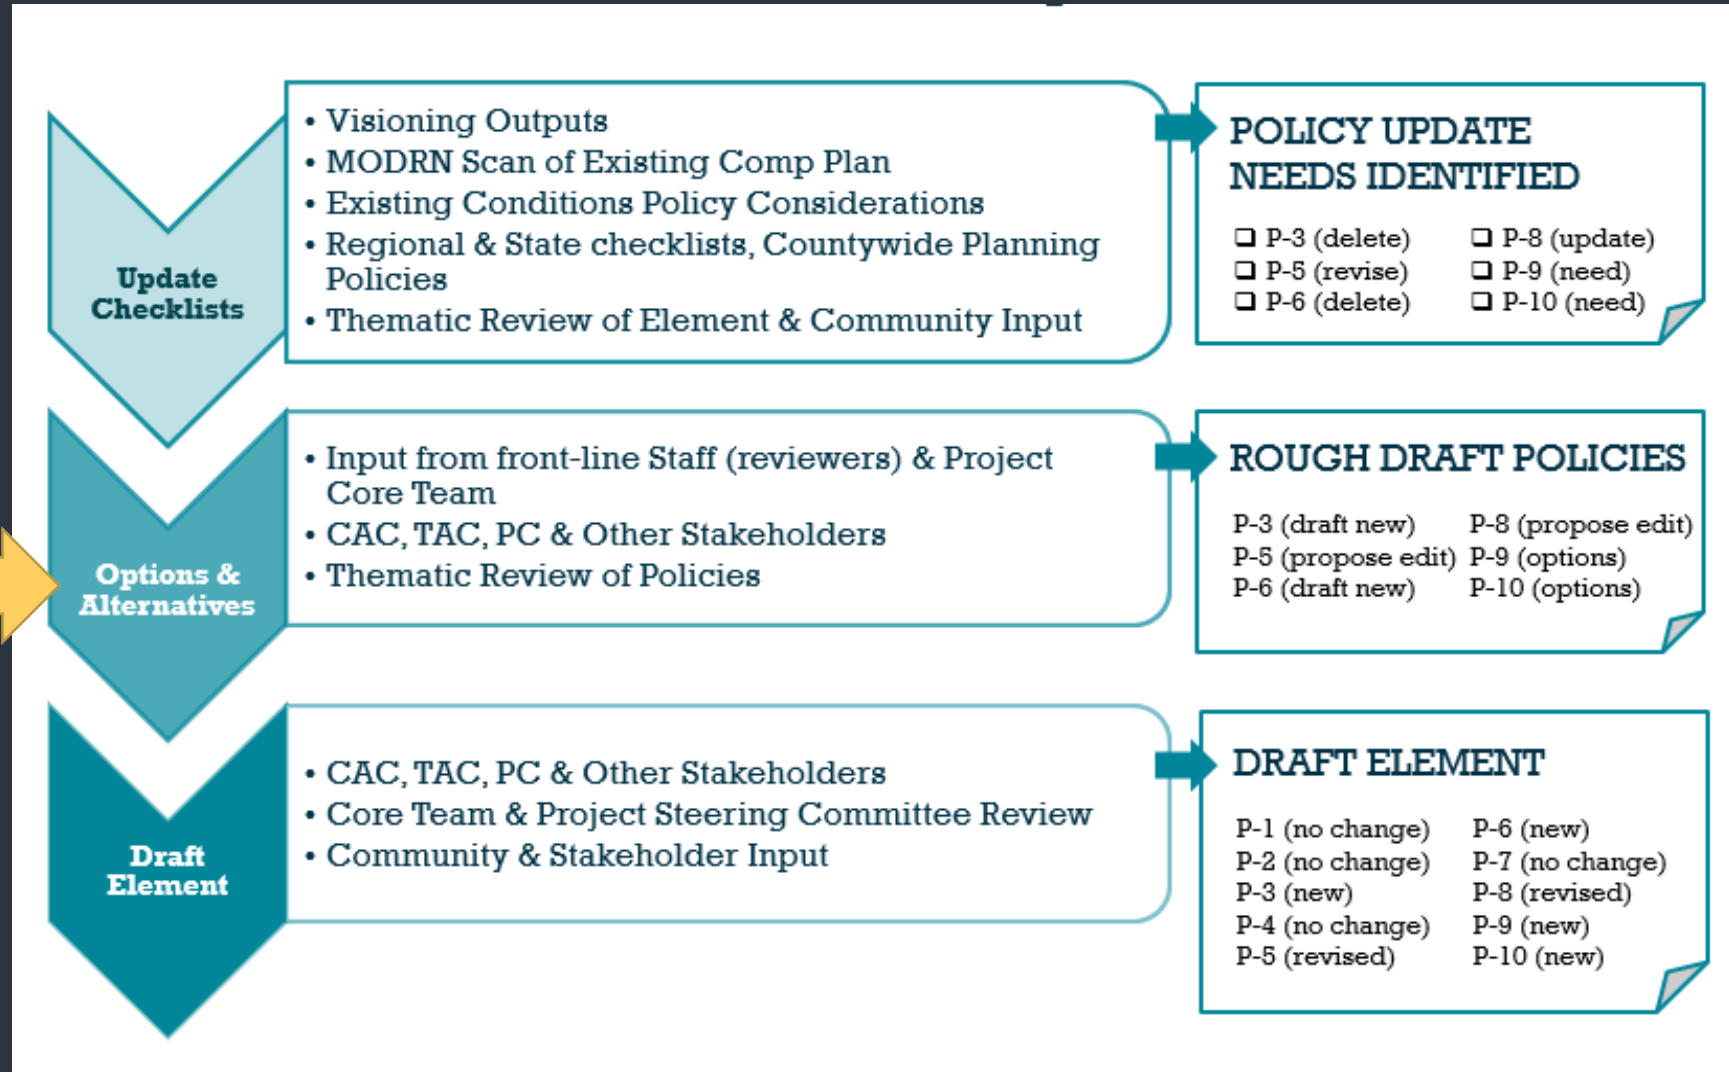 Update
Checklists
• Visioning Outputs
• MODRN Scan of Existing Comp Plan
• Existing Conditions Policy Considerations
• Regional & State checklists, Countywide Planning
Policies
• Thematic Review of Element & Community Input
POLICY UPDATE
NEEDS IDENTIFIED
❑ P-3 (delete) ❑ P-8 (update)
❑ P-5 (revise) ❑ P-9 (need)
❑ P-6 (delete) ❑ P-10 (need)
Options &
Alternatives
• Input from front-line Staff (reviewers) & Project
Core Team
• CAC, TAC, PC & Other Stakeholders
• Thematic Review of Policies
ROUGH DRAFT POLICIES
P-3 (draft new) P-8 (propose edit)
P-5 (propose edit) P-9 (options)
P-6 (draft new) P-10 (options)
Draft
Element
• CAC, TAC, PC & Other Stakeholders
• Core Team & Project Steering Committee Review
• Community & Stakeholder Input
DRAFT ELEMENT
P-1 (no change) P-6 (new)
P-2 (no change) P-7 (no change)
P-3 (new) P-8 (revised)
P-4 (no change) P-9 (new)
P-5 (revised) P-10 (new)